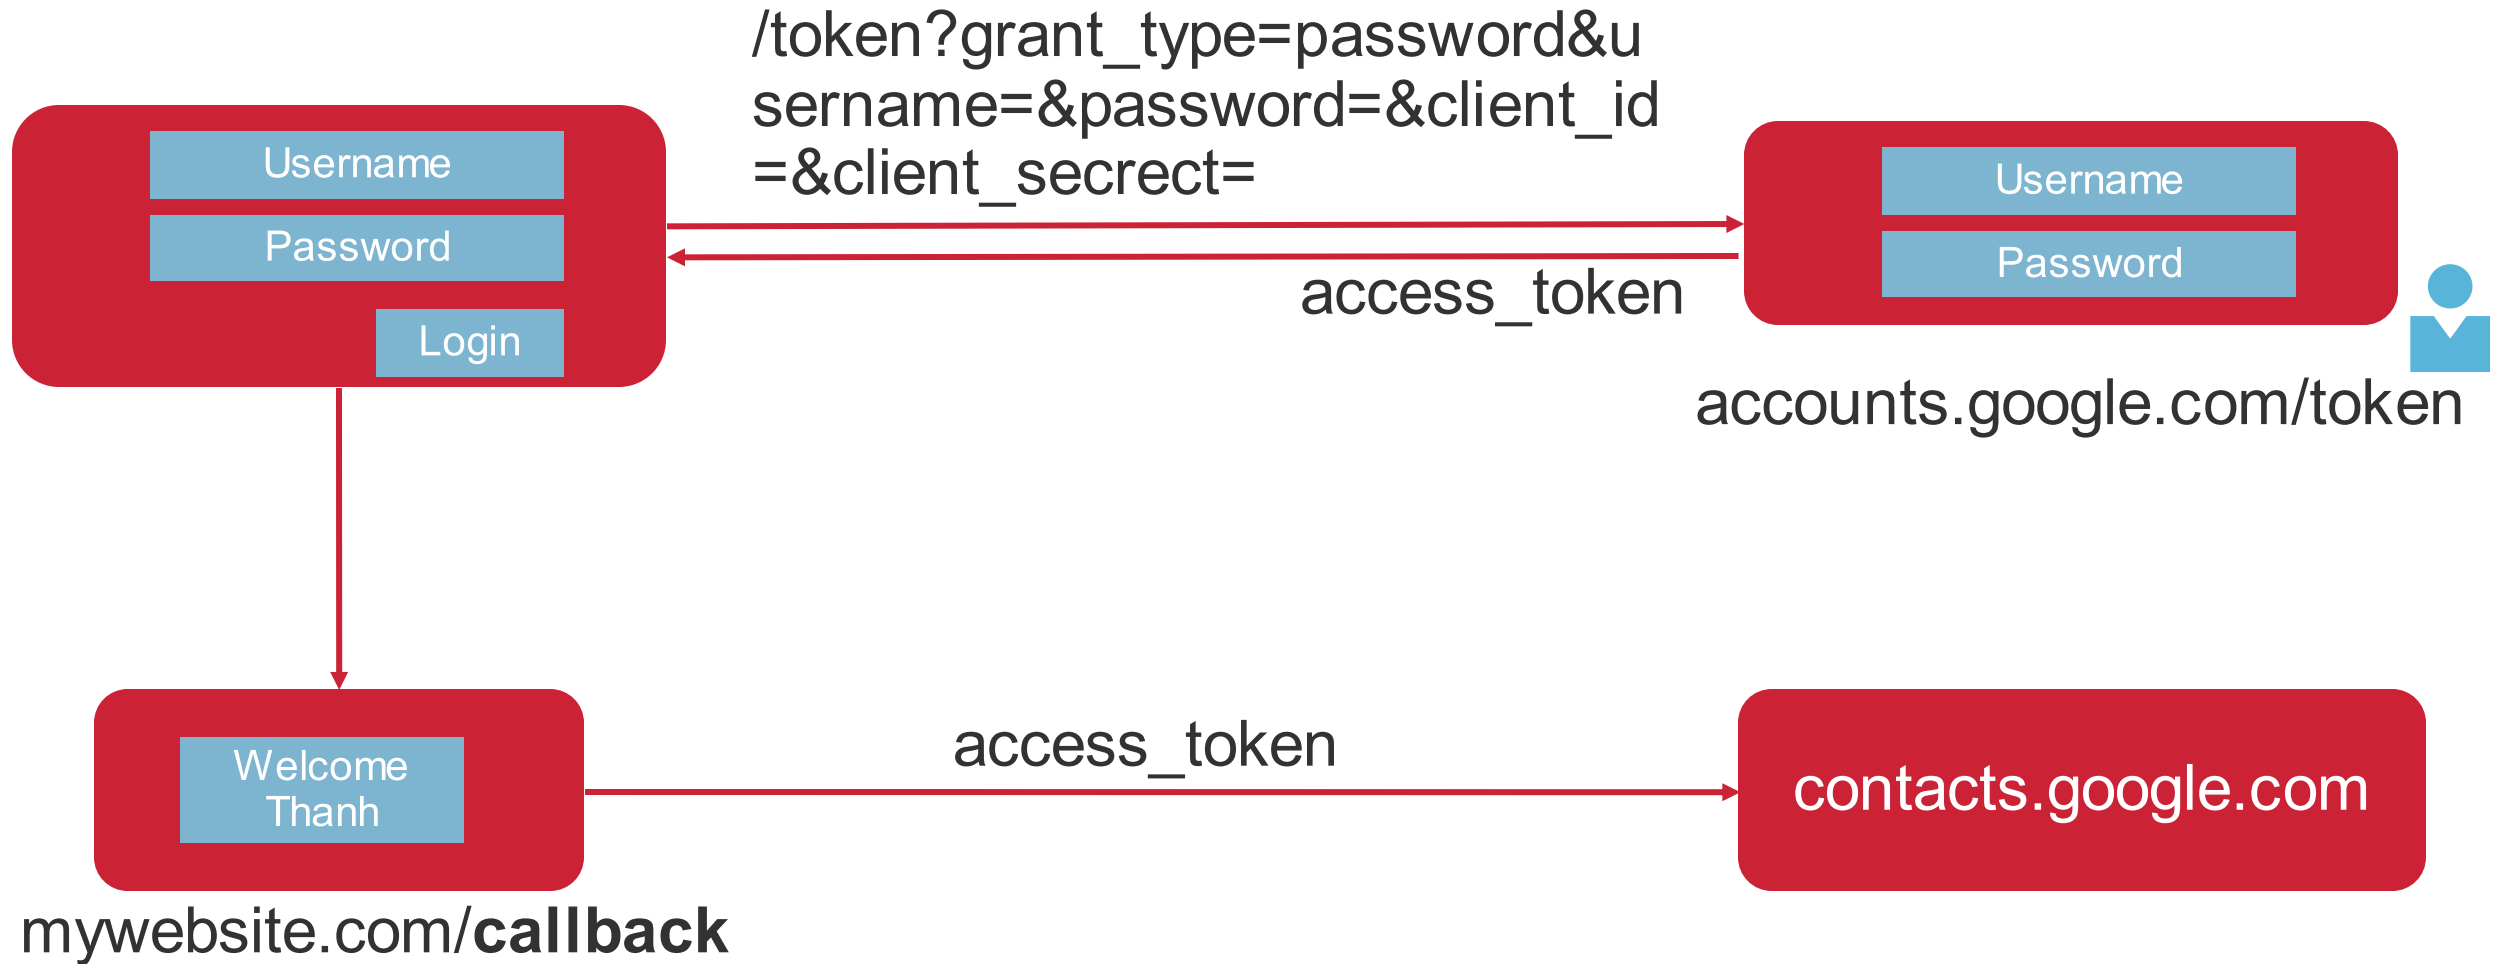 /token?grant_type=password&u
sername=&password=&client_id
=&client_secret=
Username
Password
Login
Username
Password
access_token
accounts.google.com/token
Welcome
Thanh
access_token
contacts.google.com
mywebsite.com/callback